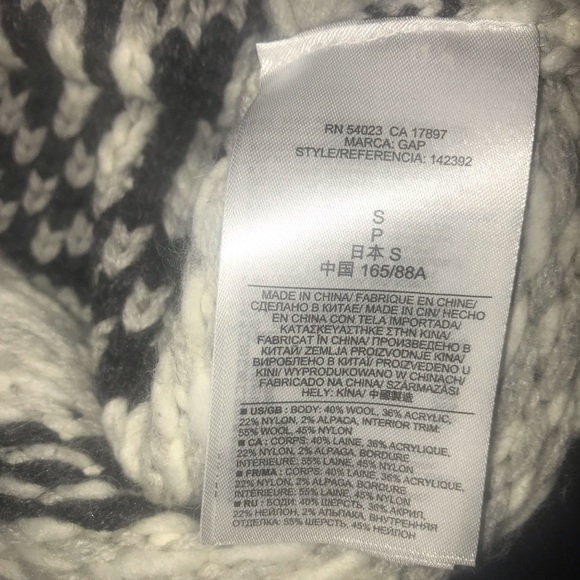 RN 54023 CA 17897
MARCA: GAP
STYLE/REFERENCIA: 142392
S
P
日本 S
中国 165/88A
MADE IN CHINA/ FABRIQUE EN CHINE/
СДЕЛАНО В КИТАЕ/ MADE IN CIN/ HECHO
EN CHINA CON TELA IMPORTADA/
ΚΑΤΑΣΚΕΥΑΣΤΗΚΕ ΣΤΗΝ ΚΙΝΑ/
FABRICAT ÎN CHINA/ ПРОИЗВЕДЕНО В
КИТАЙ/ ZEMLJA PROIZVODNJE KINA/
ВИРОБЛЕНО В КИТАЇ/ PROIZVEDENO U
KINI/ WYPRODUKOWANO W CHINACH/
FABRICADO NA CHINA/ SZÁRMAZÁSI
HELY: KÍNA/ 中國製造
■ US/GB : BODY: 40% WOOL, 36% ACRYLIC,
22% NYLON, 2% ALPACA, INTERIOR TRIM:
55% WOOL, 45% NYLON
■ CA : CORPS: 40% LAINE, 36% ACRYLIQUE,
22% NYLON, 2% ALPAGA, BORDURE
INTÉRIEURE: 55% LAINE, 45% NYLON
■ FR/MA : CORPS: 40% LAINE, 36% ACRYLIQUE,
22% NYLON, 2% ALPAGA, BORDURE
INTÉRIEURE: 55% LAINE, 45% NYLON
■ RU : БОДИ: 40% ШЕРСТЬ, 36% АКРИЛ,
22% НЕЙЛОН, 2% АЛЬПАКА, ВНУТРЕННЯЯ
ОТДЕЛКА: 55% ШЕРСТЬ, 45% НЕЙЛОН